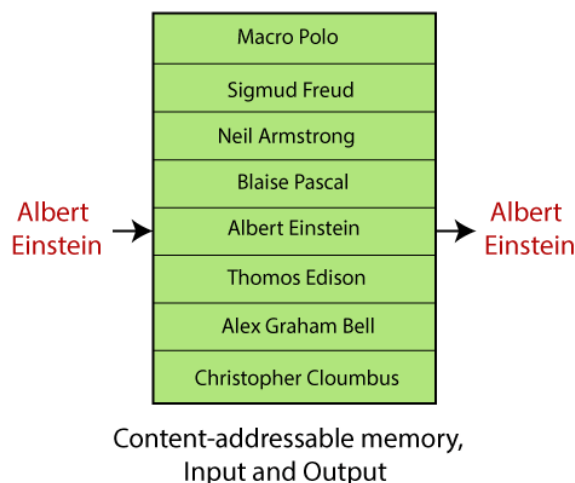 Macro Polo
Sigmud Freud
Neil Armstrong
Blaise Pascal
Albert
Einstein
Albert Einstein
Albert
Einstein
Thomos Edison
Alex Graham Bell
Christopher Cloumbus
Content-addressable memory,
Input and Output